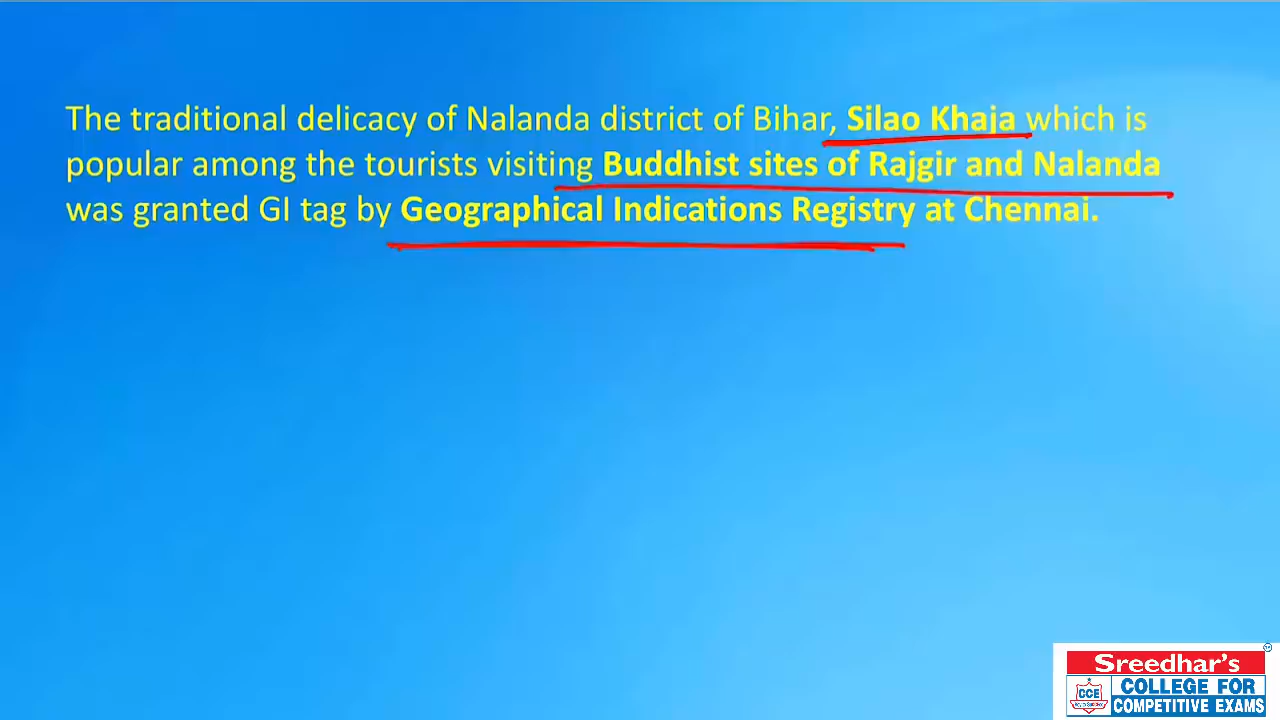 The traditional delicacy of Nalanda district of Bihar, Silao Khaja which is
popular among the tourists visiting Buddhist sites of Rajgir and Nalanda
was granted GI tag by Geographical Indications Registry at Chennai.
Sreedhar's
CCE
COLLEGE FOR
COMPETITIVE EXAMS